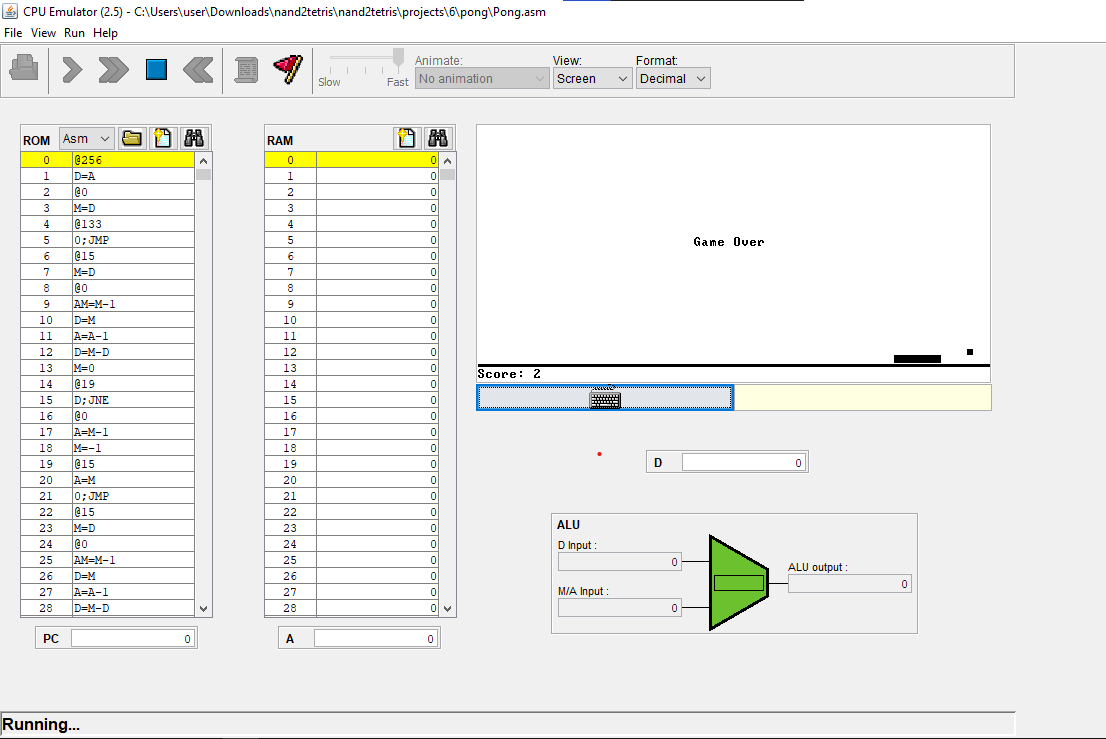 CPU Emulator (2.5) - C:\Users\user\Downloads\nand2tetris\nand2tetris\projects\6\pong\Pong.asm
File View Run Help
Slow Fast
Animate: View: Format:
No animation Screen Decimal
ROM Asm
0 @256
1 D=A
2 @0
3 M=D
4 @133
5 0;JMP
6 @15
7 M=D
8 @0
9 AM=M-1
10 D=M
11 A=A-1
12 D=M-D
13 M=0
14 @19
15 D;JNE
16 @0
17 A=M-1
18 M=-1
19 @15
20 A=M
21 0;JMP
22 @15
23 M=D
24 @0
25 AM=M-1
26 D=M
27 A=A-1
28 D=M-D
PC 0
RAM
0 0
1 0
2 0
3 0
4 0
5 0
6 0
7 0
8 0
9 0
10 0
11 0
12 0
13 0
14 0
15 0
16 0
17 0
18 0
19 0
20 0
21 0
22 0
23 0
24 0
25 0
26 0
27 0
28 0
A 0
Game Over
Score: 2
D 0
ALU
D Input :
0
M/A Input :
0
ALU output :
0
Running...